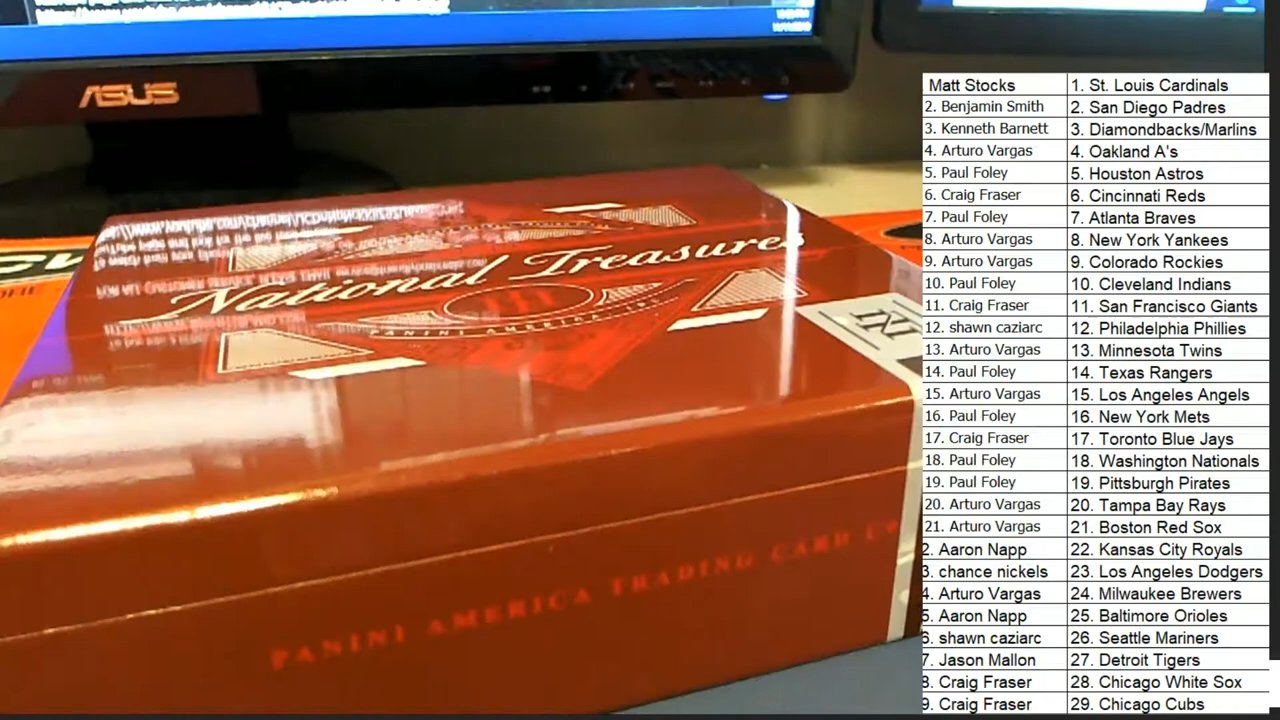 ASUS
National Treasures
PANINI AMERICA, INC.
PANINI AMERICA TRADING CARD
Matt Stocks 1. St. Louis Cardinals
2. Benjamin Smith 2. San Diego Padres
3. Kenneth Barnett 3. Diamondbacks/Marlins
4. Arturo Vargas 4. Oakland A's
5. Paul Foley 5. Houston Astros
6. Craig Fraser 6. Cincinnati Reds
7. Paul Foley 7. Atlanta Braves
8. Arturo Vargas 8. New York Yankees
9. Arturo Vargas 9. Colorado Rockies
10. Paul Foley 10. Cleveland Indians
11. Craig Fraser 11. San Francisco Giants
12. shawn caziarc 12. Philadelphia Phillies
13. Arturo Vargas 13. Minnesota Twins
14. Paul Foley 14. Texas Rangers
15. Arturo Vargas 15. Los Angeles Angels
16. Paul Foley 16. New York Mets
17. Craig Fraser 17. Toronto Blue Jays
18. Paul Foley 18. Washington Nationals
19. Paul Foley 19. Pittsburgh Pirates
20. Arturo Vargas 20. Tampa Bay Rays
21. Arturo Vargas 21. Boston Red Sox
2. Aaron Napp 22. Kansas City Royals
3. chance nickels 23. Los Angeles Dodgers
4. Arturo Vargas 24. Milwaukee Brewers
5. Aaron Napp 25. Baltimore Orioles
6. shawn caziarc 26. Seattle Mariners
7. Jason Mallon 27. Detroit Tigers
8. Craig Fraser 28. Chicago White Sox
9. Craig Fraser 29. Chicago Cubs